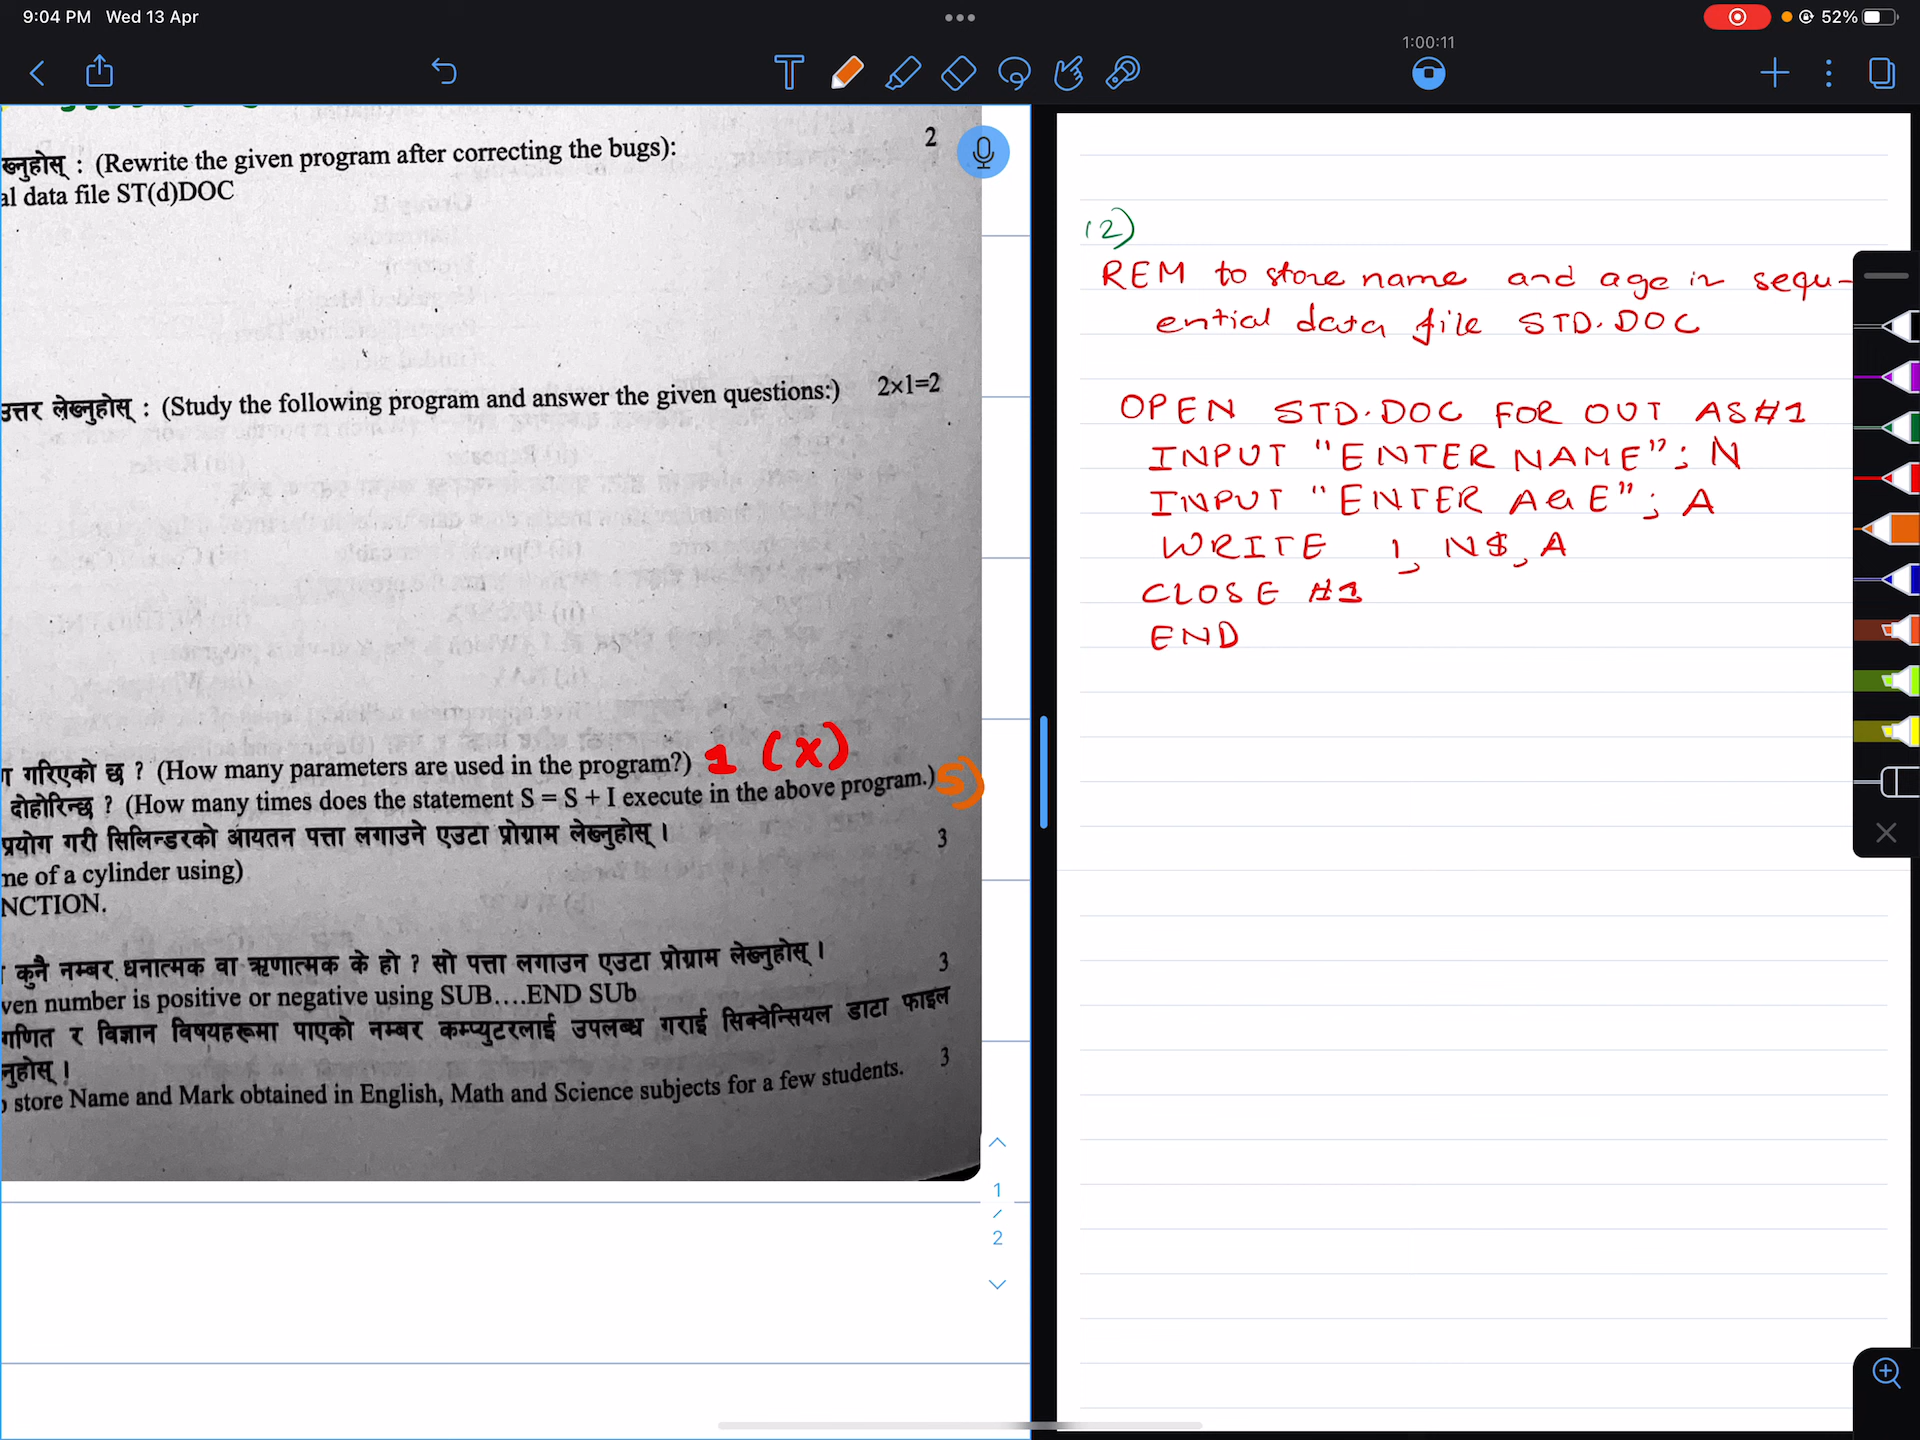 9:04 PM Wed 13 Apr
52%
1:00:11
ख्नुहोस् : (Rewrite the given program after correcting the bugs):
2
al data file ST(d)DOC
उत्तर लेख्नुहोस् : (Study the following program and answer the given questions:) 2×1=2
ग गरिएको छ ? (How many parameters are used in the program?) 1 (X)
दोहोरिन्छ ? (How many times does the statement S = S + I execute in the above program.) 5)
प्रयोग गरी सिलिन्डरको आयतन पत्ता लगाउने एउटा प्रोग्राम लेख्नुहोस् ।
3
me of a cylinder using)
NCTION.
कुनै नम्बर धनात्मक वा ऋणात्मक के हो ? सो पत्ता लगाउन एउटा प्रोग्राम लेख्नुहोस् ।
3
ven number is positive or negative using SUB....END SUb
गणित र विज्ञान विषयहरूमा पाएको नम्बर कम्प्युटरलाई उपलब्ध गराई सिक्वेन्सियल डाटा फाइल
नुहोस् ।
3
o store Name and Mark obtained in English, Math and Science subjects for a few students.
1
/
2
12)
REM to store name and age in sequ-
ential data file STD.DOC
OPEN STD.DOC FOR OUT AS#1
INPUT "ENTER NAME"; N
INPUT "ENTER AGE"; A
WRITE 1, N$, A
CLOSE #1
END